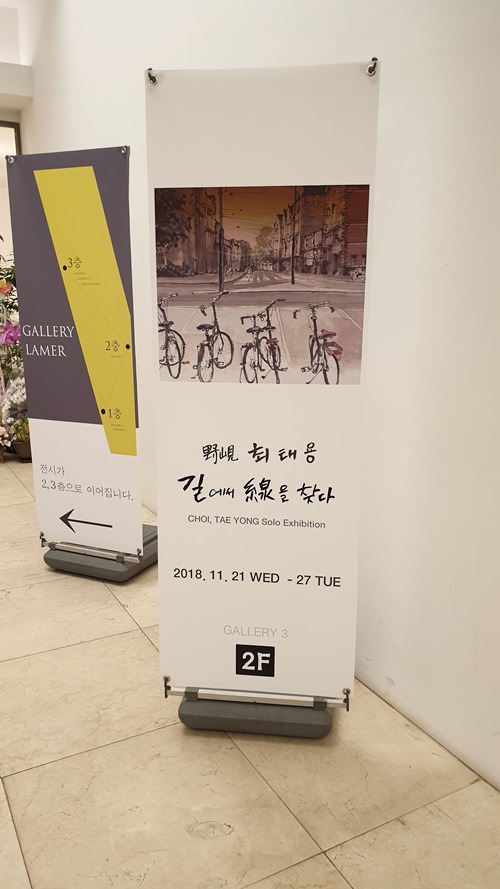 3층
2층
1층
GALLERY
LAMER
전시가
2,3층으로 이어집니다.
野峴 최태용
길에서 線을 찾다
CHOI, TAE YONG Solo Exhibition
2018. 11. 21 WED - 27 TUE
GALLERY 3
2F